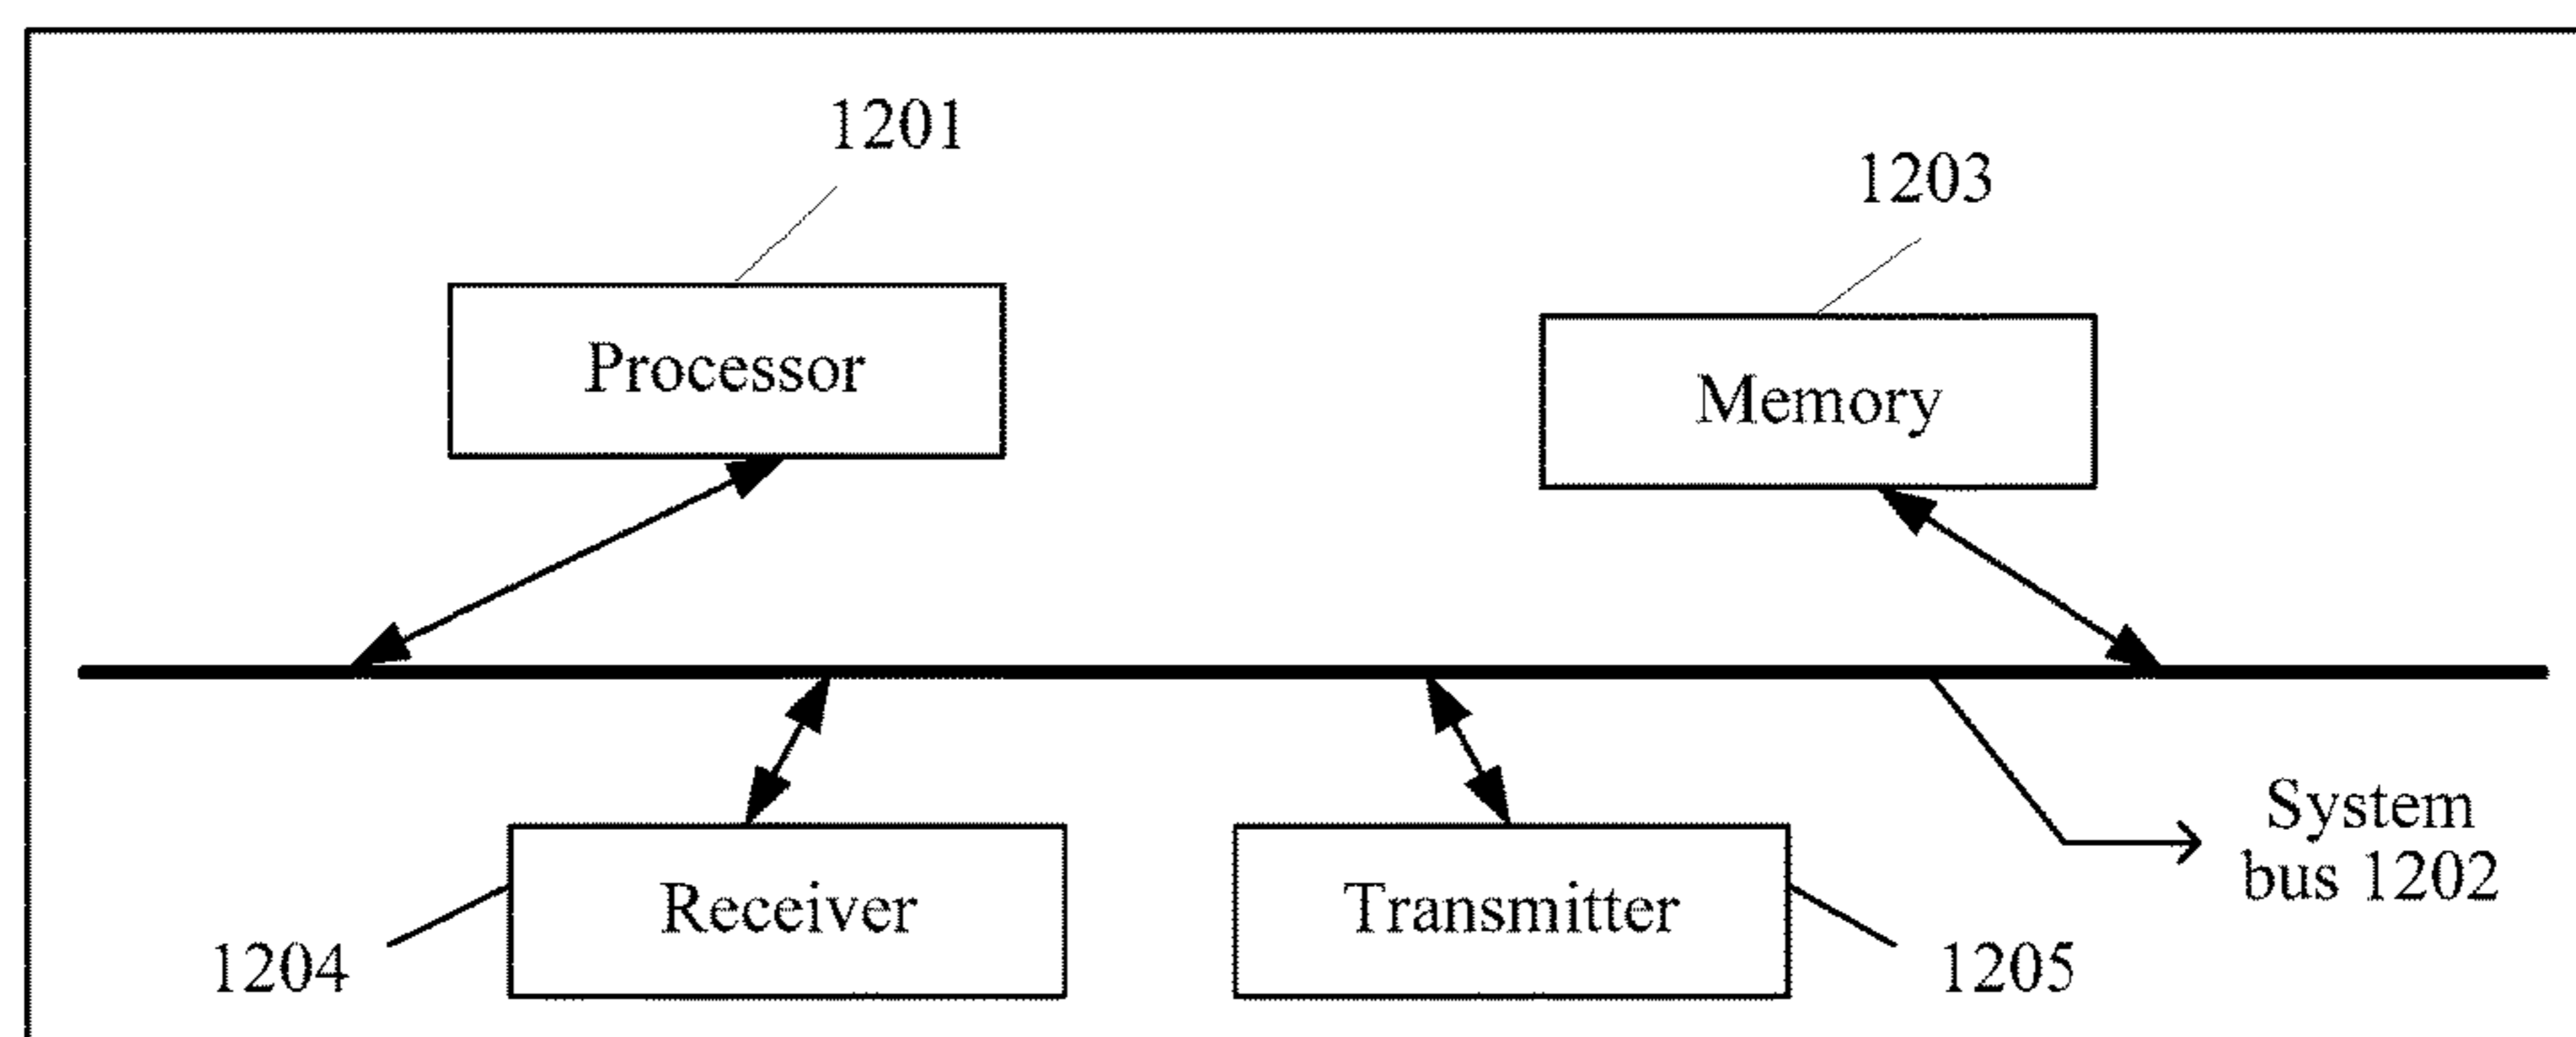 1201
1203
Processor
Memory
System
bus 1202
Receiver
Transmitter
1204
1205